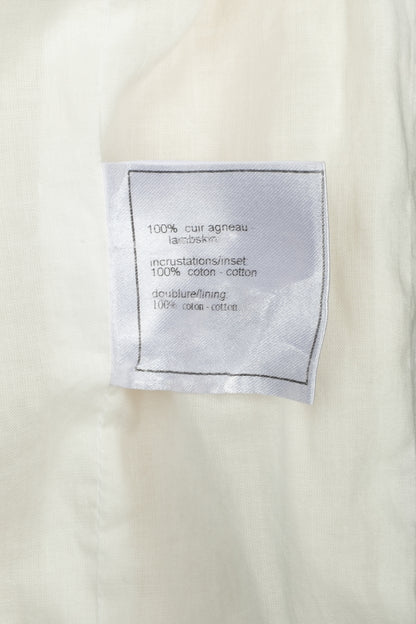 100% cuir agneau -
lambskin
incrustations/inset:
100% coton - cotton
doublure/lining:
100% coton - cotton